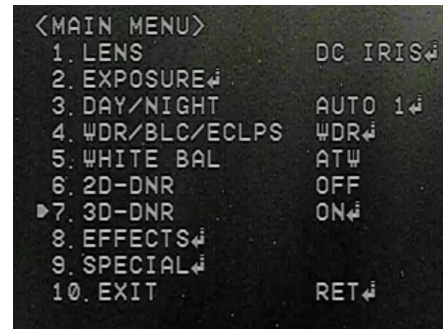 <MAIN MENU>
1. LENS DC IRIS↲
2. EXPOSURE↲
3. DAY/NIGHT AUTO 1↲
4. WDR/BLC/ECLPS WDR↲
5. WHITE BAL ATW
6. 2D-DNR OFF
7. 3D-DNR ON↲
8. EFFECTS↲
9. SPECIAL↲
10. EXIT RET↲